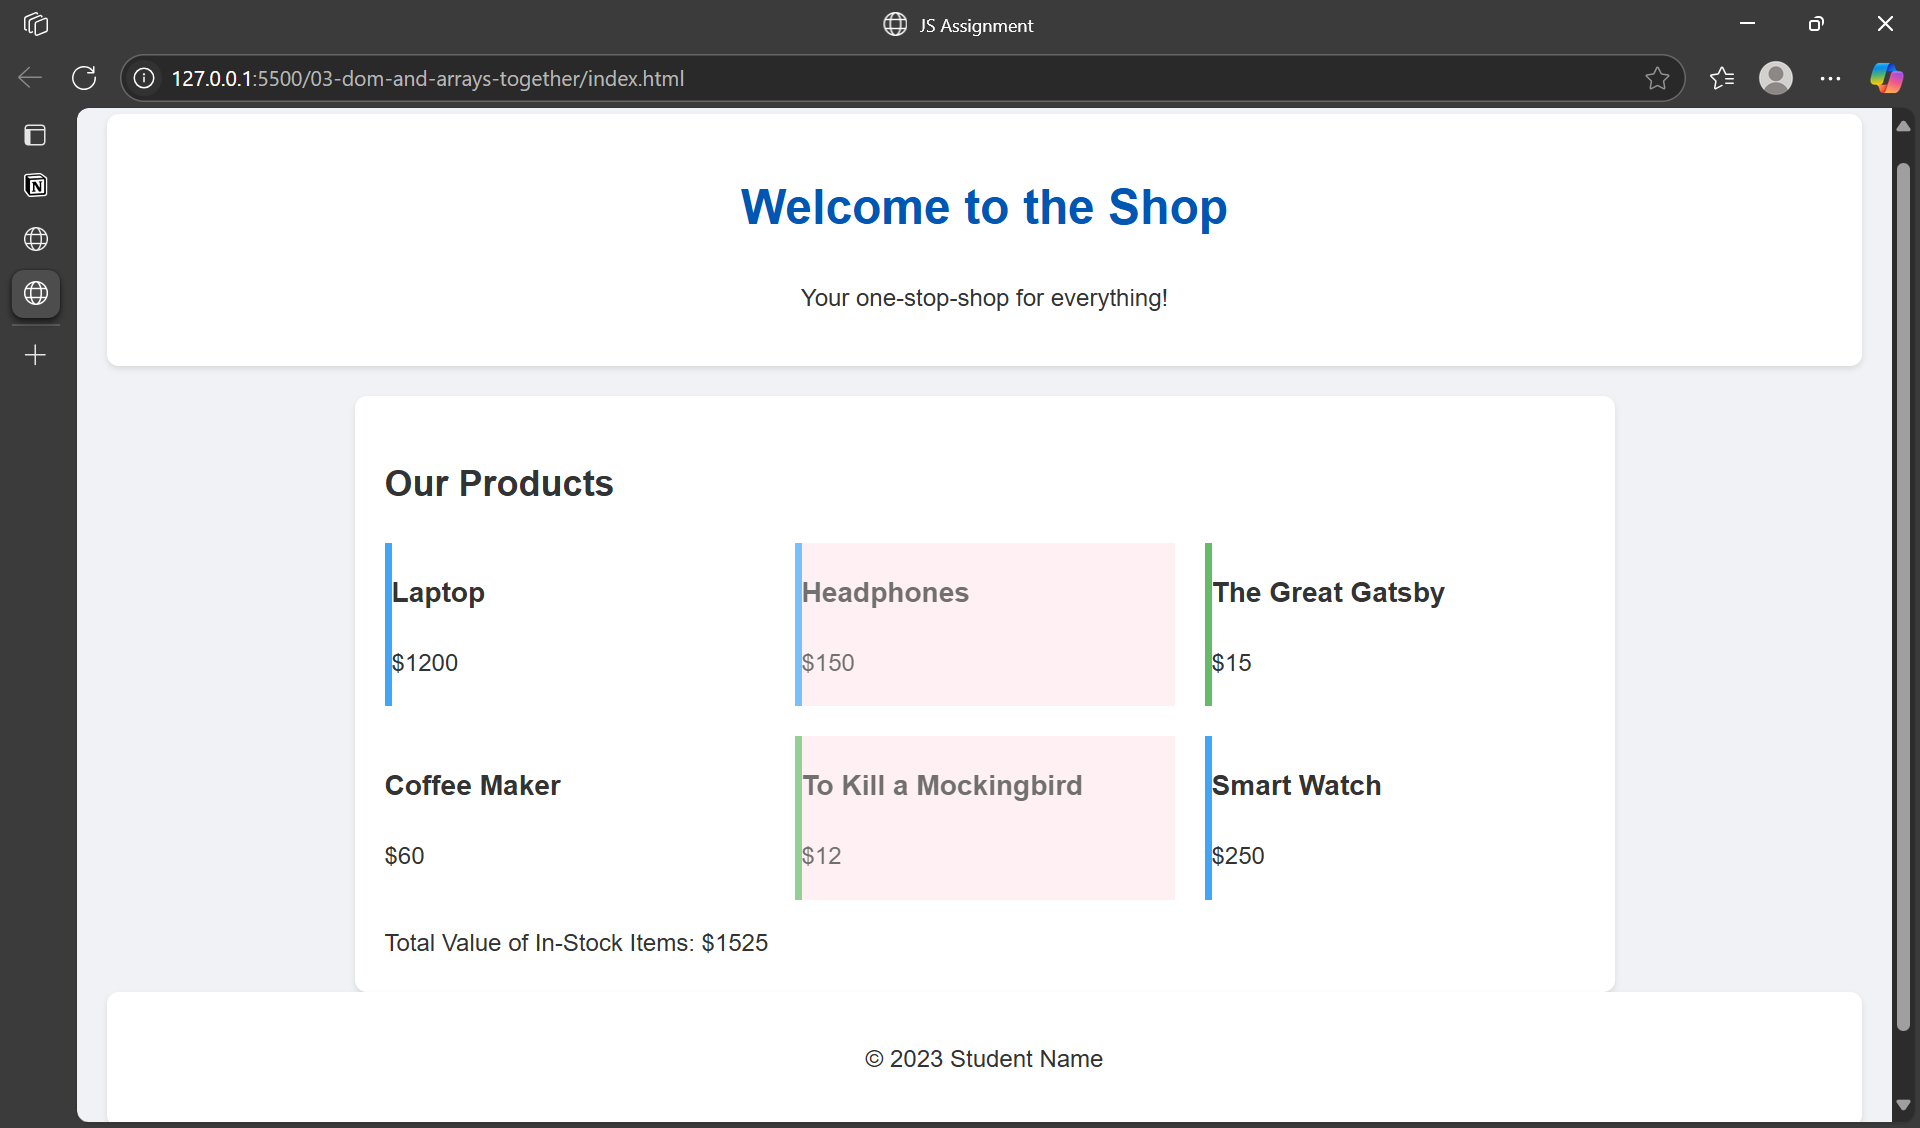 JS Assignment
127.0.0.1:5500/03-dom-and-arrays-together/index.html
Welcome to the Shop
Your one-stop-shop for everything!
Our Products
Laptop
$1200
Headphones
$150
The Great Gatsby
$15
Coffee Maker
$60
To Kill a Mockingbird
$12
Smart Watch
$250
Total Value of In-Stock Items: $1525
© 2023 Student Name